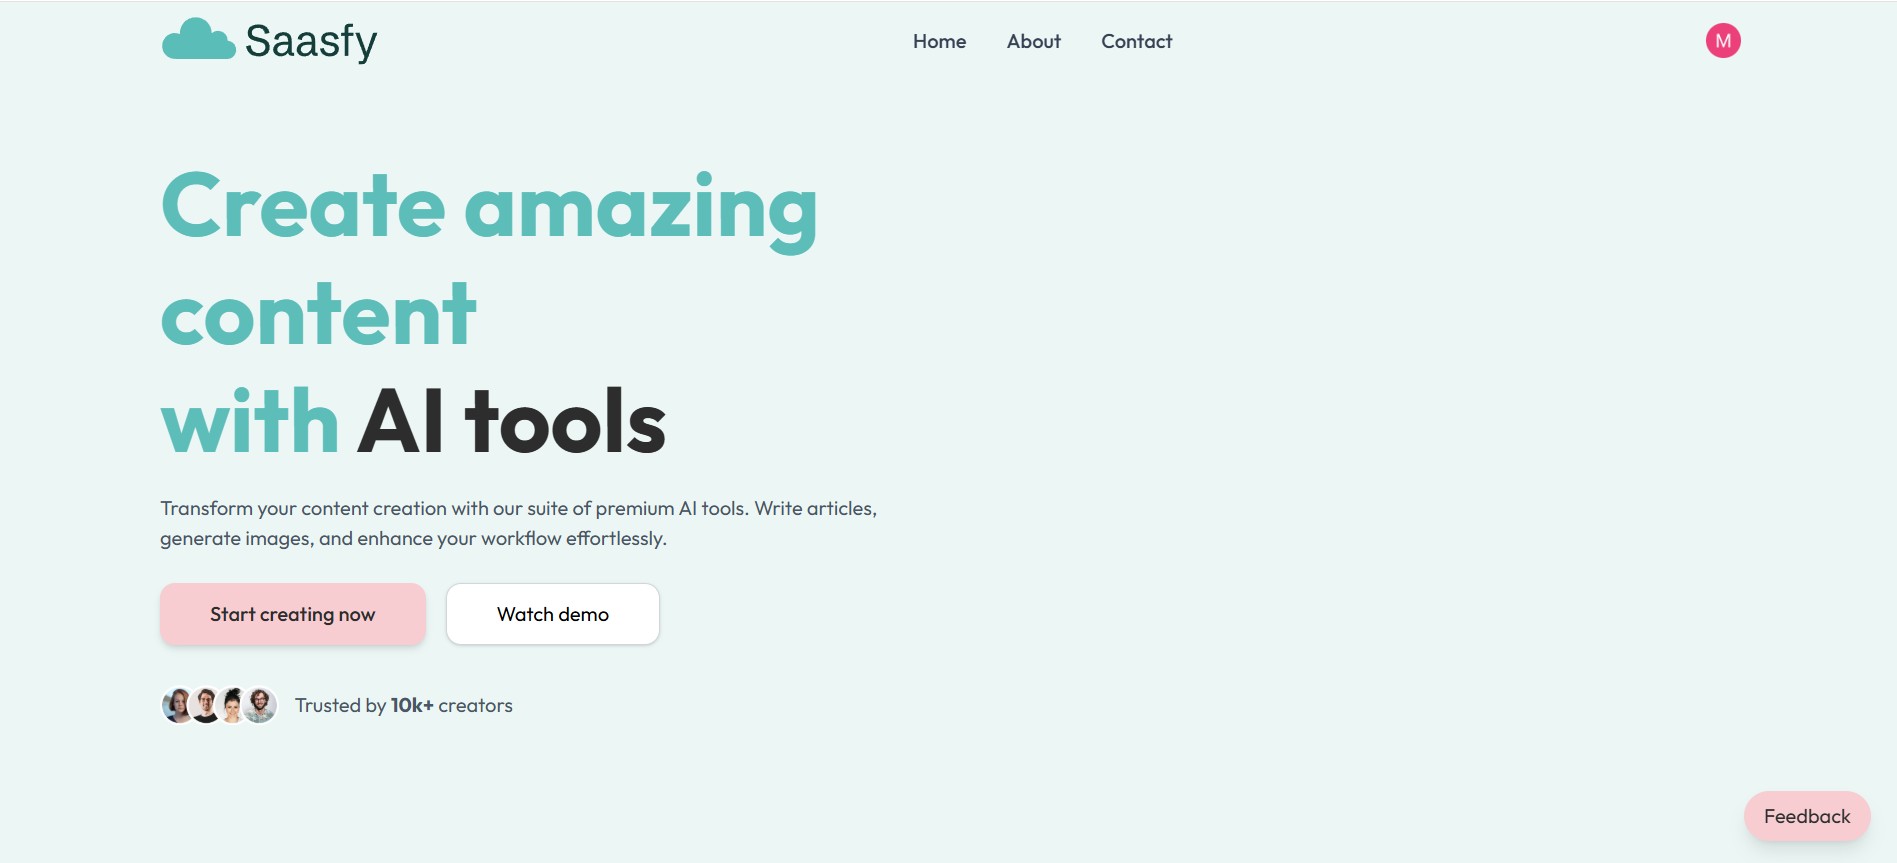 Saasfy
Home
About
Contact
M
Create amazing
content
with AI tools
Transform your content creation with our suite of premium AI tools. Write articles,
generate images, and enhance your workflow effortlessly.
Start creating now
Watch demo
Trusted by 10k+ creators
Feedback